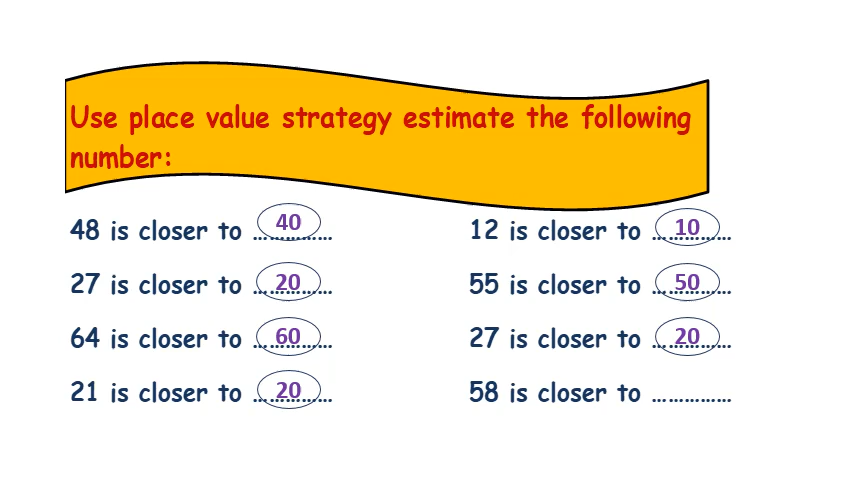 Use place value strategy estimate the following
number:
48 is closer to ……………
40
12 is closer to ……………
10
27 is closer to ……………
20
55 is closer to ……………
50
64 is closer to ……………
60
27 is closer to ……………
20
21 is closer to ……………
20
58 is closer to ……………